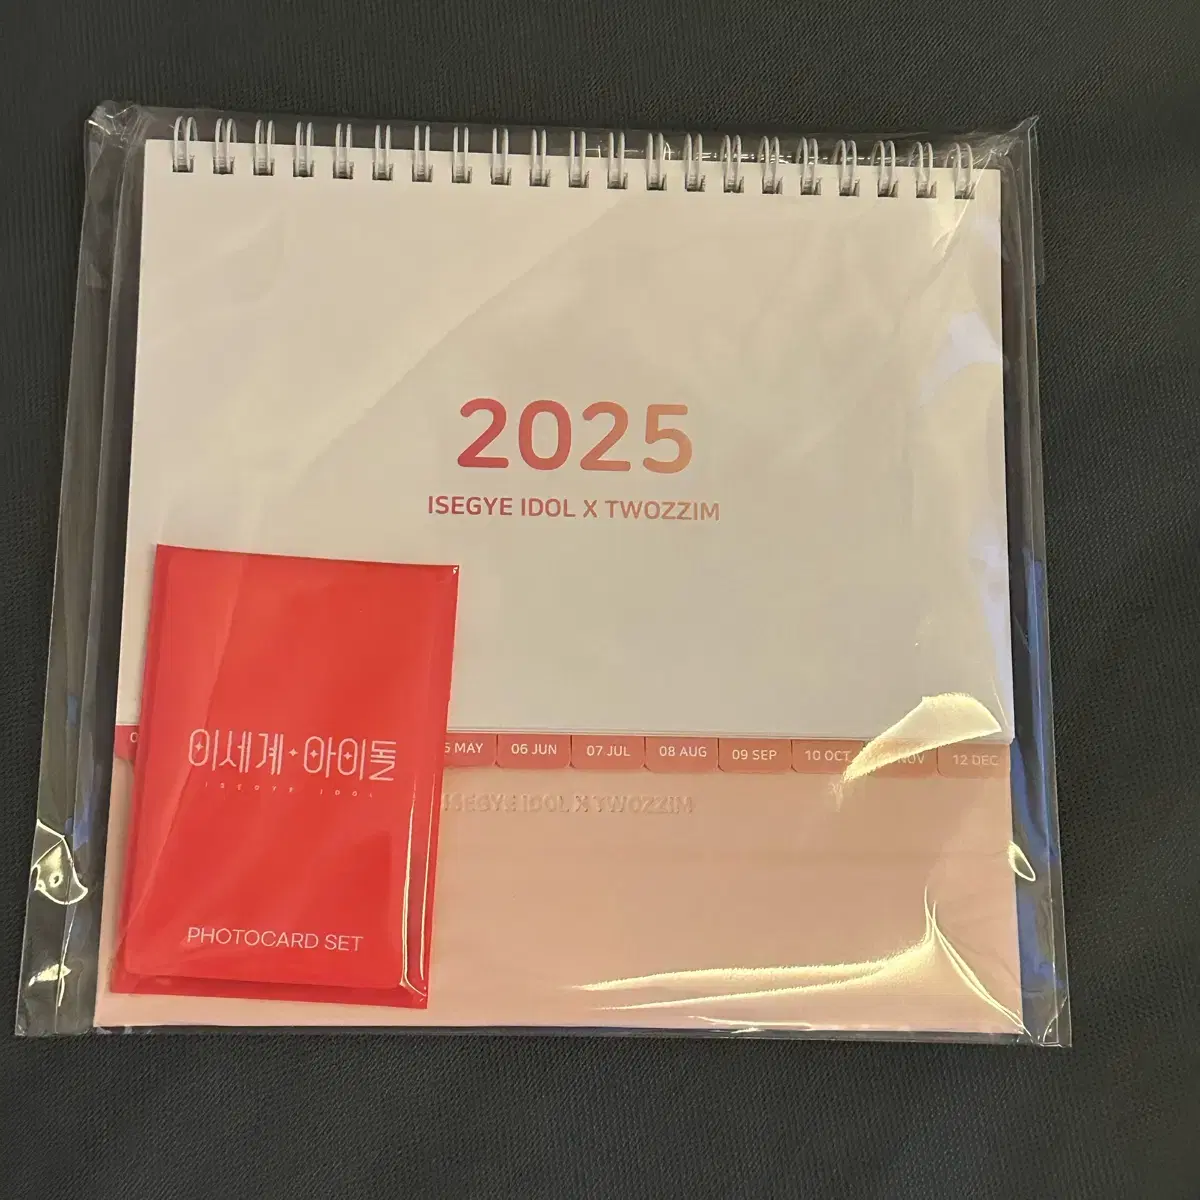 2025
ISEGYE IDOL X TWOZZIM
이세계 아이돌
ISEGYE IDOL
PHOTOCARD SET
MAY
06 JUN
07 JUL
08 AUG
09 SEP
10 OCT
NOV
12 DEC
ISEGYE IDOL X TWOZZIM